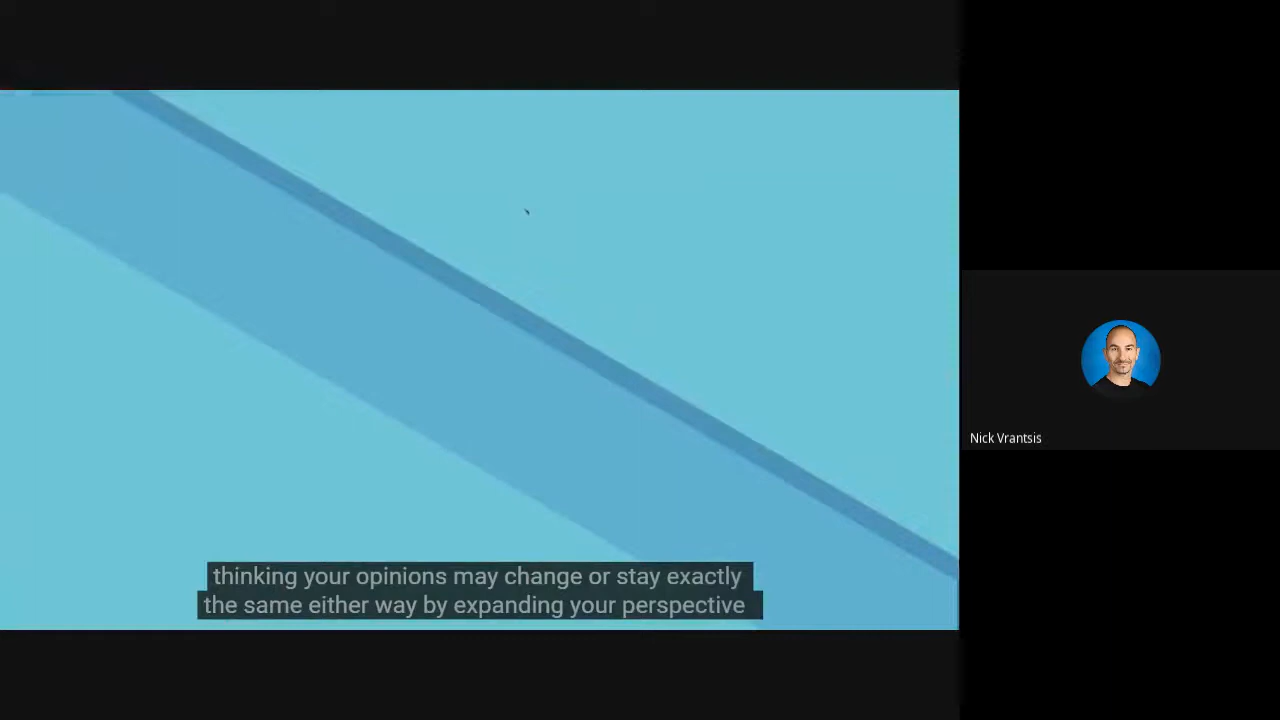 thinking your opinions may change or stay exactly
the same either way by expanding your perspective
Nick Vrantsis